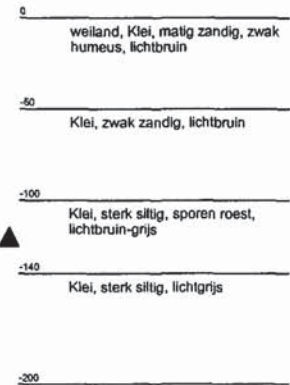 0
weiland, Klei, matig zandig, zwak
humeus, lichtbruin
-50
Klei, zwak zandig, lichtbruin
-100
Klei, sterk siltig, sporen roest,
lichtbruin-grijs
-140
Klei, sterk siltig, lichtgrijs
-200